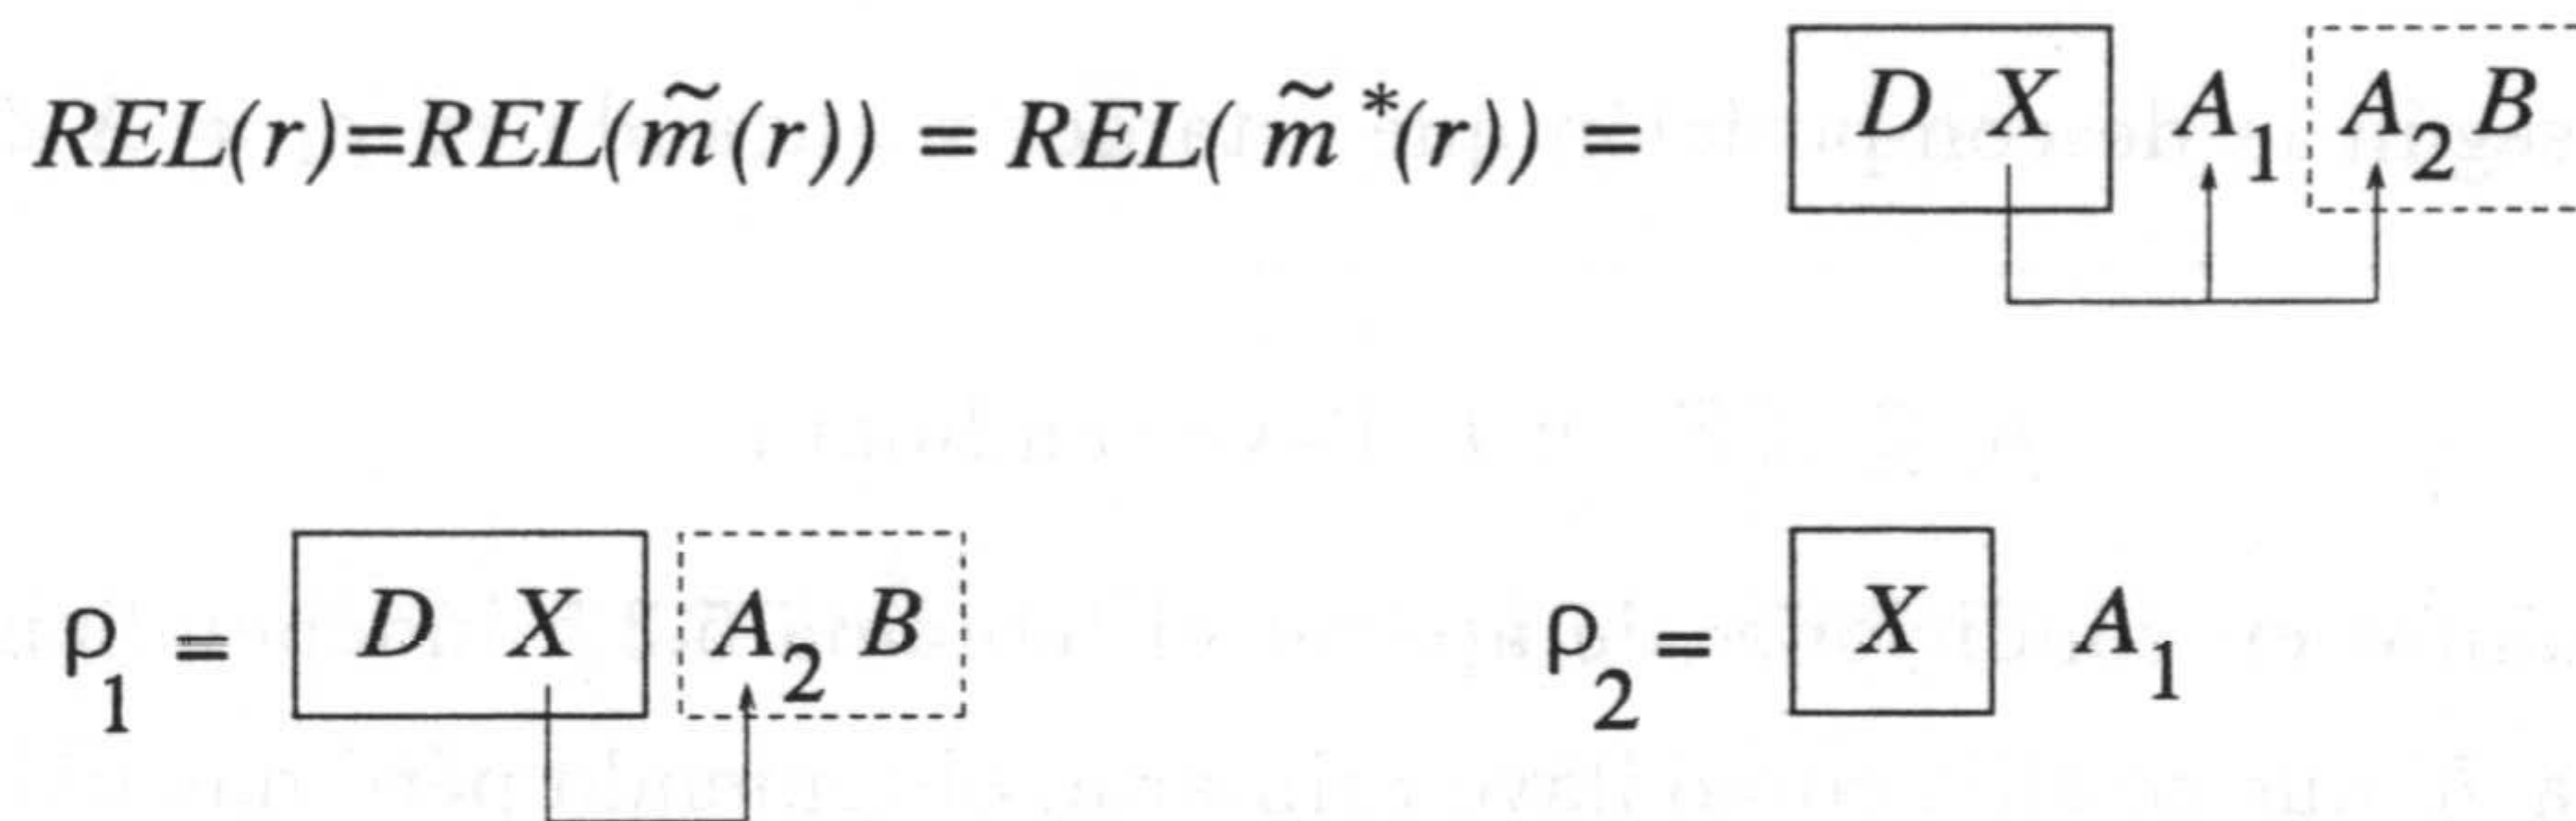 REL(r)=REL(m̃(r)) = REL(m̃*(r)) = D X A₁ A₂ B
ρ₁ = D X A₂ B
ρ₂ = X A₁